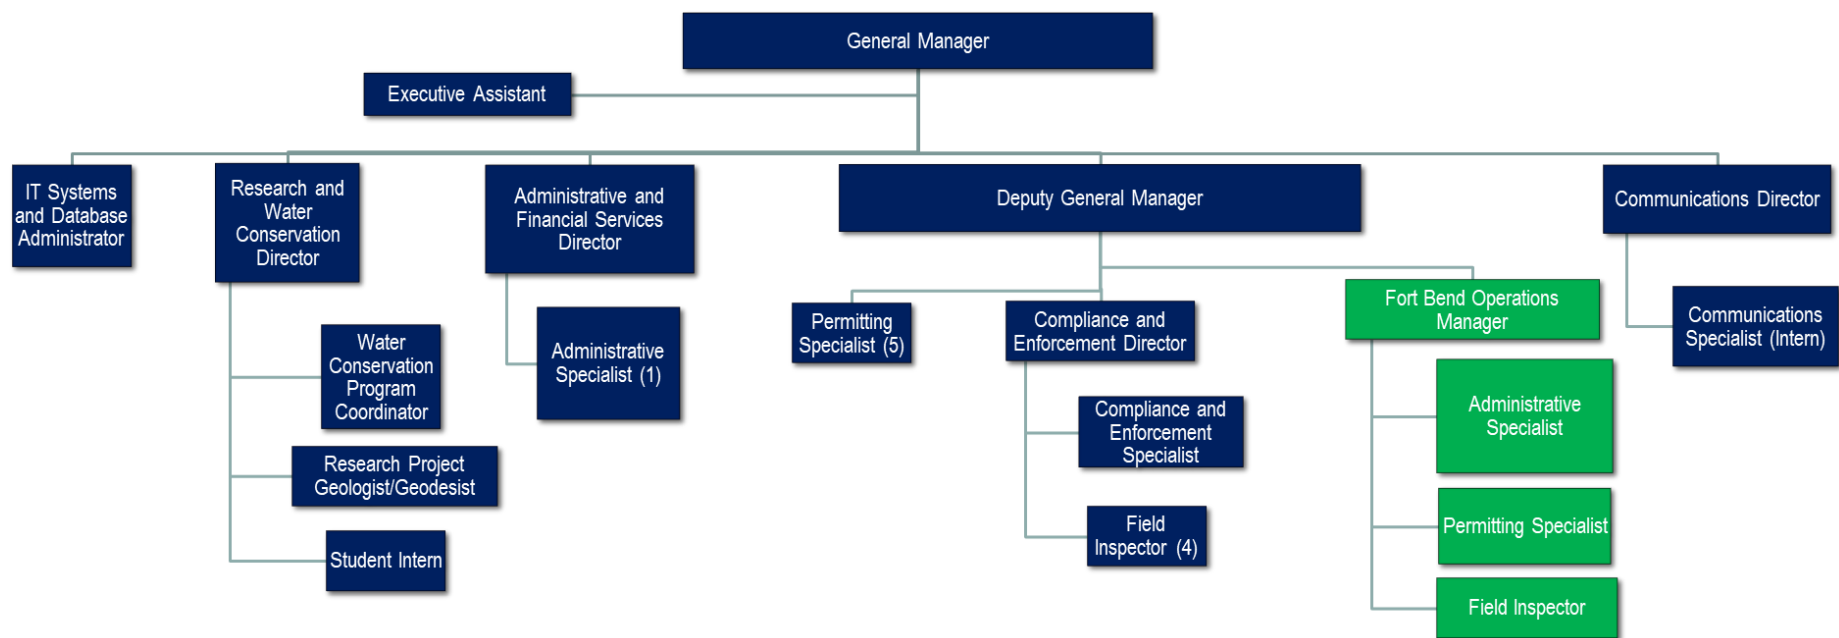 General Manager
Executive Assistant
IT Systems
and Database
Administrator
Research and
Water
Conservation
Director
Administrative and
Financial Services
Director
Deputy General Manager
Communications Director
Water
Conservation
Program
Coordinator
Research Project
Geologist/Geodesist
Student Intern
Administrative
Specialist (1)
Permitting
Specialist (5)
Compliance and
Enforcement Director
Compliance and
Enforcement
Specialist
Field
Inspector (4)
Fort Bend Operations
Manager
Administrative
Specialist
Permitting Specialist
Field Inspector
Communications
Specialist (Intern)